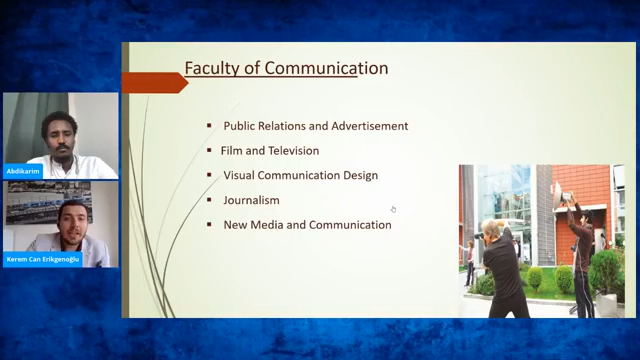 Faculty of Communication
Public Relations and Advertisement
Film and Television
Visual Communication Design
Journalism
New Media and Communication
Abdikarim
Kerem Can Erikgenoğlu